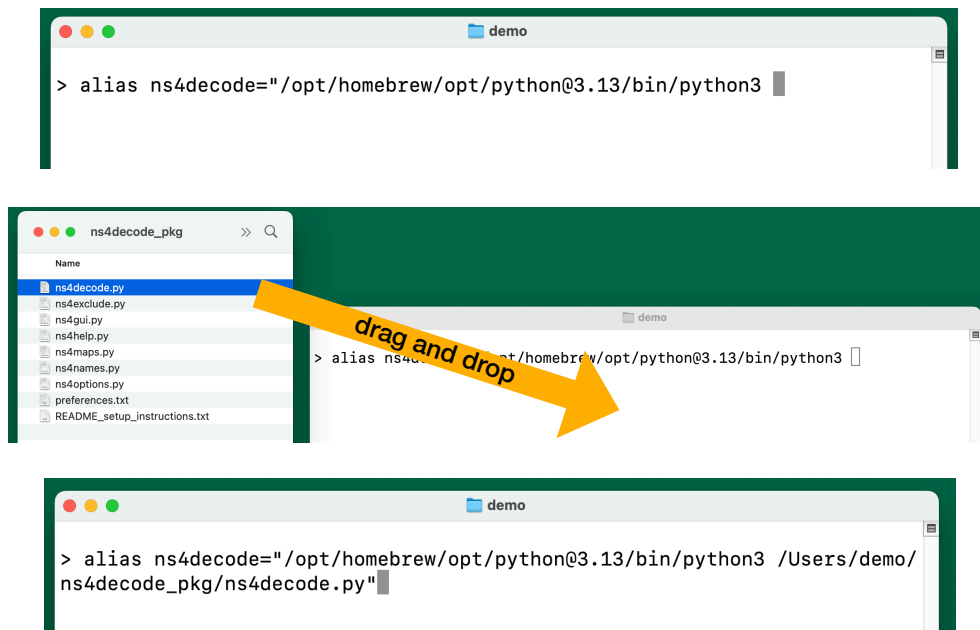 demo
> alias ns4decode="/opt/homebrew/opt/python@3.13/bin/python3
ns4decode_pkg
Name
ns4decode.py
ns4exclude.py
ns4gui.py
ns4help.py
ns4maps.py
ns4names.py
ns4options.py
preferences.txt
README_setup_instructions.txt
drag and drop
demo
> alias pt/homebrew/opt/python@3.13/bin/python3
demo
> alias ns4decode="/opt/homebrew/opt/python@3.13/bin/python3 /Users/demo/
ns4decode_pkg/ns4decode.py"